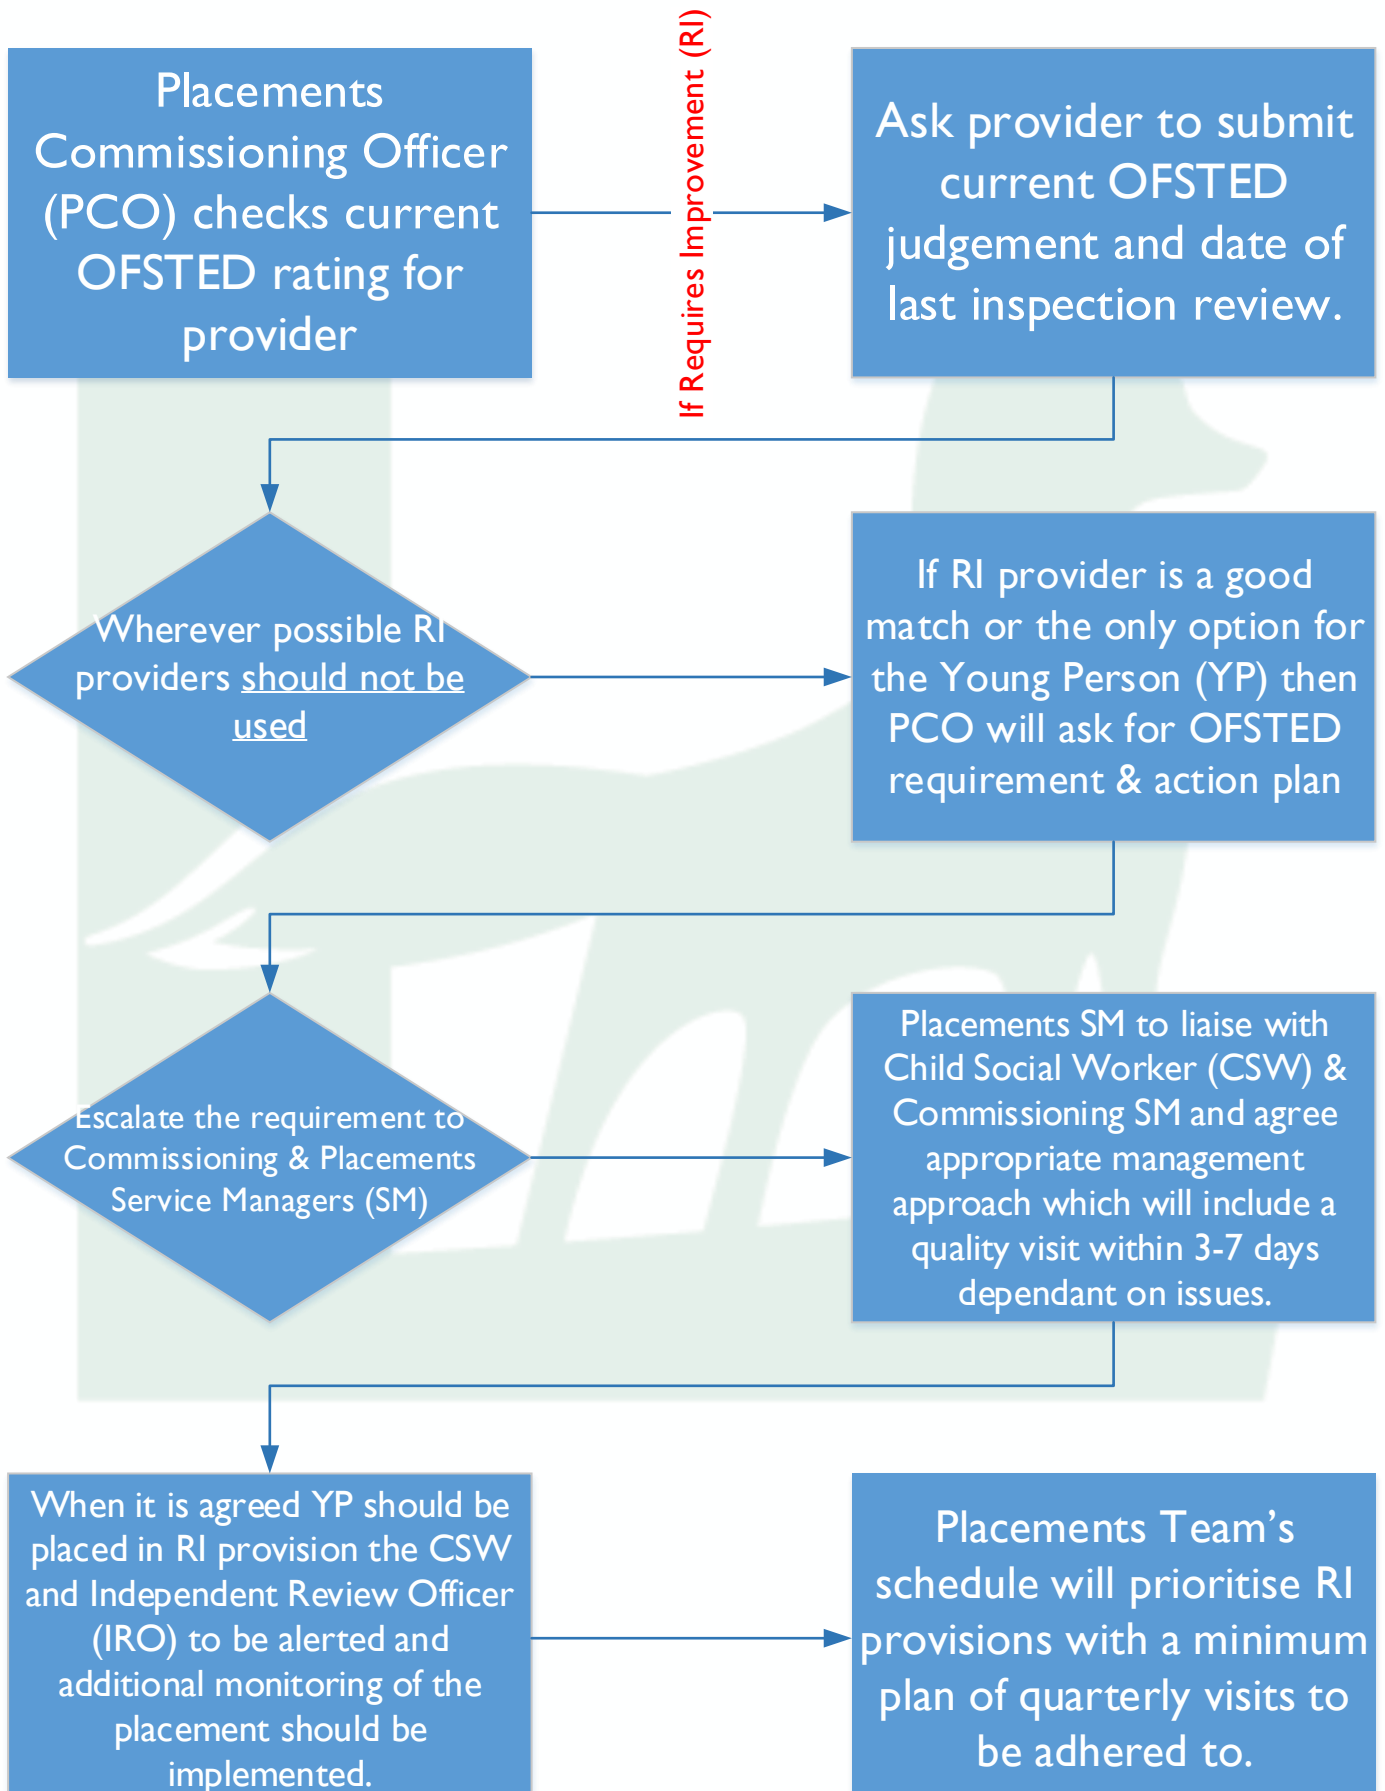 Placements
Commissioning Officer
(PCO) checks current
OFSTED rating for
provider
If Requires Improvement (RI)
Ask provider to submit
current OFSTED
judgement and date of
last inspection review.
Wherever possible RI
providers should not be
used
If RI provider is a good
match or the only option for
the Young Person (YP) then
PCO will ask for OFSTED
requirement & action plan
Escalate the requirement to
Commissioning & Placements
Service Managers (SM)
Placements SM to liaise with
Child Social Worker (CSW) &
Commissioning SM and agree
appropriate management
approach which will include a
quality visit within 3-7 days
dependant on issues.
When it is agreed YP should be
placed in RI provision the CSW
and Independent Review Officer
(IRO) to be alerted and
additional monitoring of the
placement should be
implemented.
Placements Team’s
schedule will prioritise RI
provisions with a minimum
plan of quarterly visits to
be adhered to.